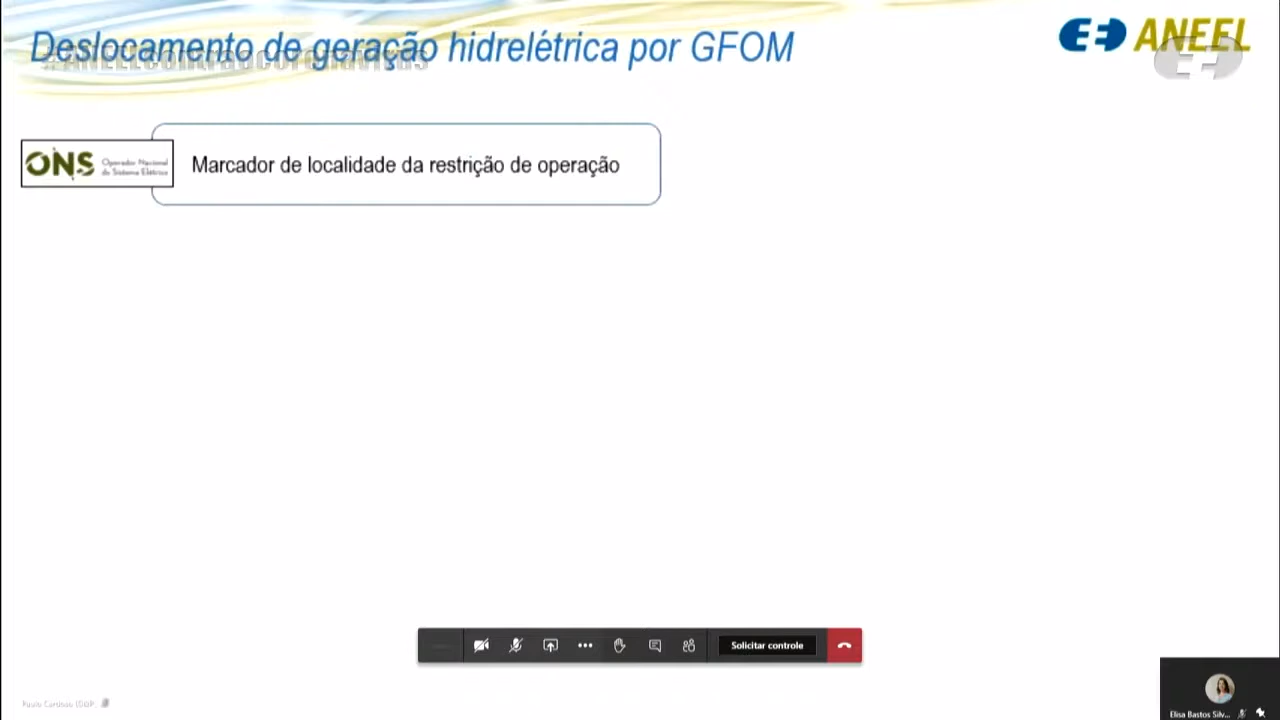 Deslocamento de geração hidrelétrica por GFOM
#ANEELcontraocoronavírus
ANEEL
ONS
Operador Nacional
do Sistema Elétrico
Marcador de localidade da restrição de operação
Solicitar controle
Elisa Bastos Silv...